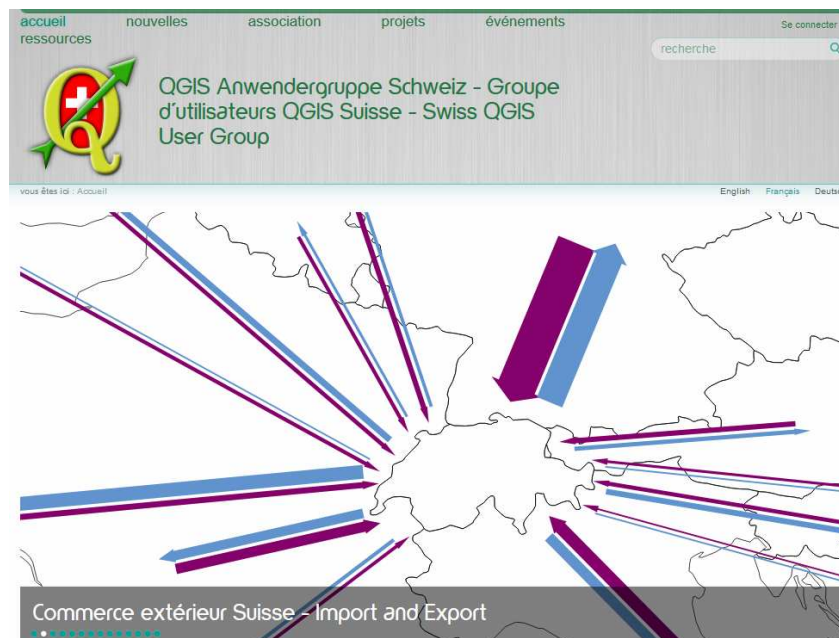 accueil nouvelles association projets événements Se connecter
ressources
recherche
QGIS Anwendergruppe Schweiz - Groupe
d'utilisateurs QGIS Suisse - Swiss QGIS
User Group
vous êtes ici : Accueil English Français Deutsc
Commerce extérieur Suisse - Import and Export